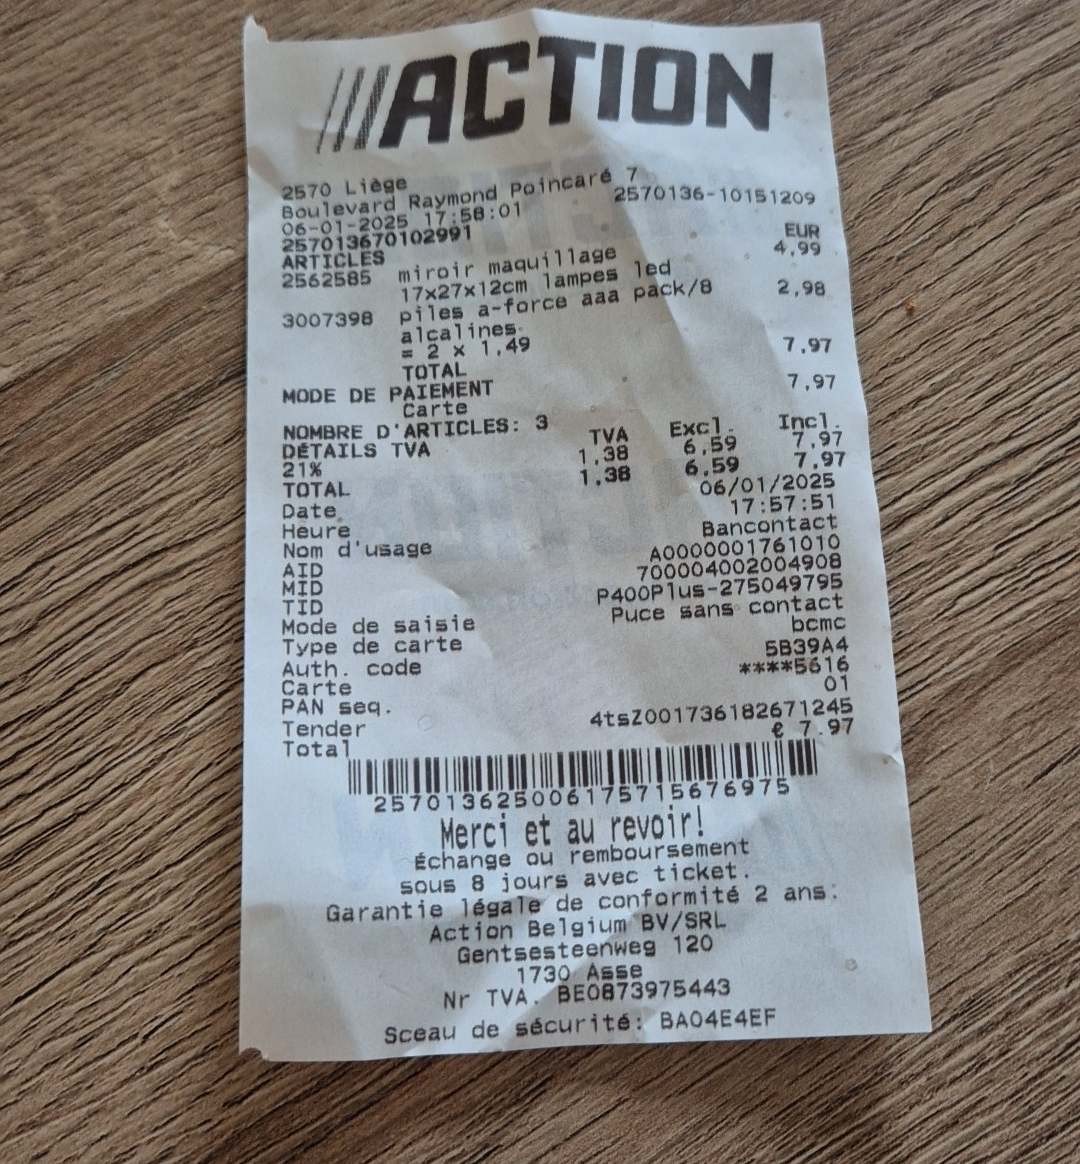 ACTION
2570 Liège
Boulevard Raymond Poincaré 7
06-01-2025 17:58:01 2570136-10151209
257013670102991
ARTICLES EUR
2562585 miroir maquillage 4,99
17x27x12cm lampes led
3007398 piles a-force aaa pack/8 2,98
alcalines
= 2 x 1,49
TOTAL 7,97
MODE DE PAIEMENT
Carte 7,97
NOMBRE D'ARTICLES: 3
DÉTAILS TVA TVA Excl. Incl.
21% 1,38 6,59 7,97
TOTAL 1,38 6,59 7,97
Date 06/01/2025
Heure 17:57:51
Nom d'usage Bancontact
AID A0000001761010
MID 700004002004908
TID P400Plus-275049795
Mode de saisie Puce sans contact
Type de carte bcmc
Auth. code 5B39A4
Carte ****5616
PAN seq. 01
Tender 4tsZ001736182671245
Total € 7.97
257013625006175715676975
Merci et au revoir!
Échange ou remboursement
sous 8 jours avec ticket.
Garantie légale de conformité 2 ans.
Action Belgium BV/SRL
Gentsesteenweg 120
1730 Asse
Nr TVA. BE0873975443
Sceau de sécurité: BA04E4EF